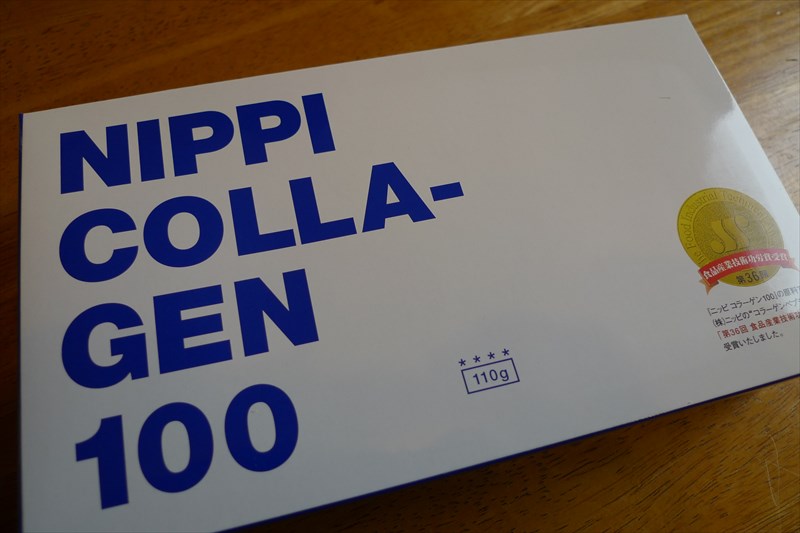 NIPPI
COLLA-
GEN
100
★★★★
110g
食品産業技術功労賞受賞
第36回
「ニッピ コラーゲン100」の原料
(株)ニッピの“コラーゲン
「第36回 食品産業技術功
受賞いたしました。